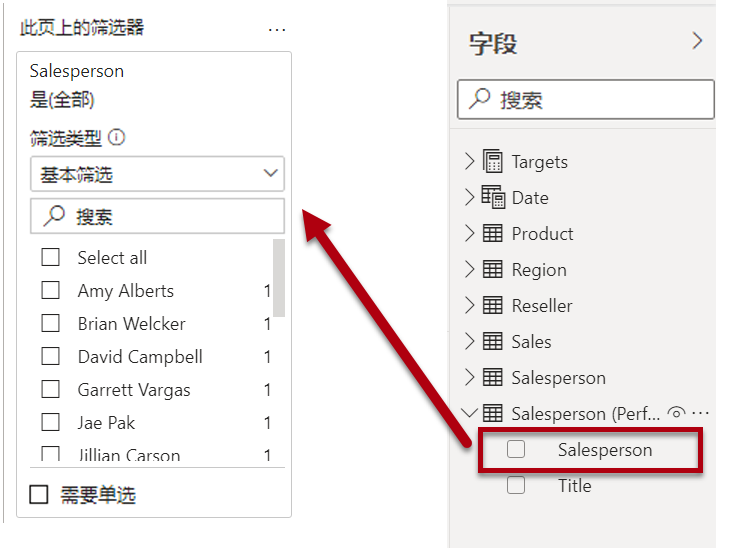 此页上的筛选器 ...
Salesperson
是(全部)
筛选类型
基本筛选
搜索
Select all
Amy Alberts 1
Brian Welcker 1
David Campbell 1
Garrett Vargas 1
Jae Pak 1
Jillian Carson 1
需要单选
字段
搜索
Targets
Date
Product
Region
Reseller
Sales
Salesperson
Salesperson (Perf... ...
Salesperson
Title